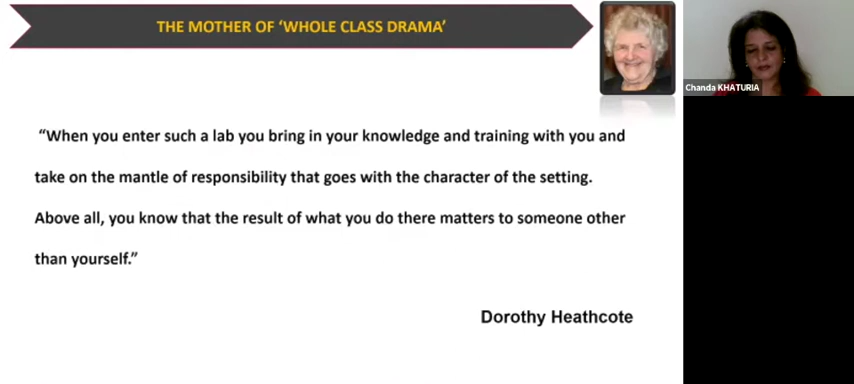 THE MOTHER OF ‘WHOLE CLASS DRAMA’
Chanda KHATURIA
“When you enter such a lab you bring in your knowledge and training with you and
take on the mantle of responsibility that goes with the character of the setting.
Above all, you know that the result of what you do there matters to someone other
than yourself.”
Dorothy Heathcote